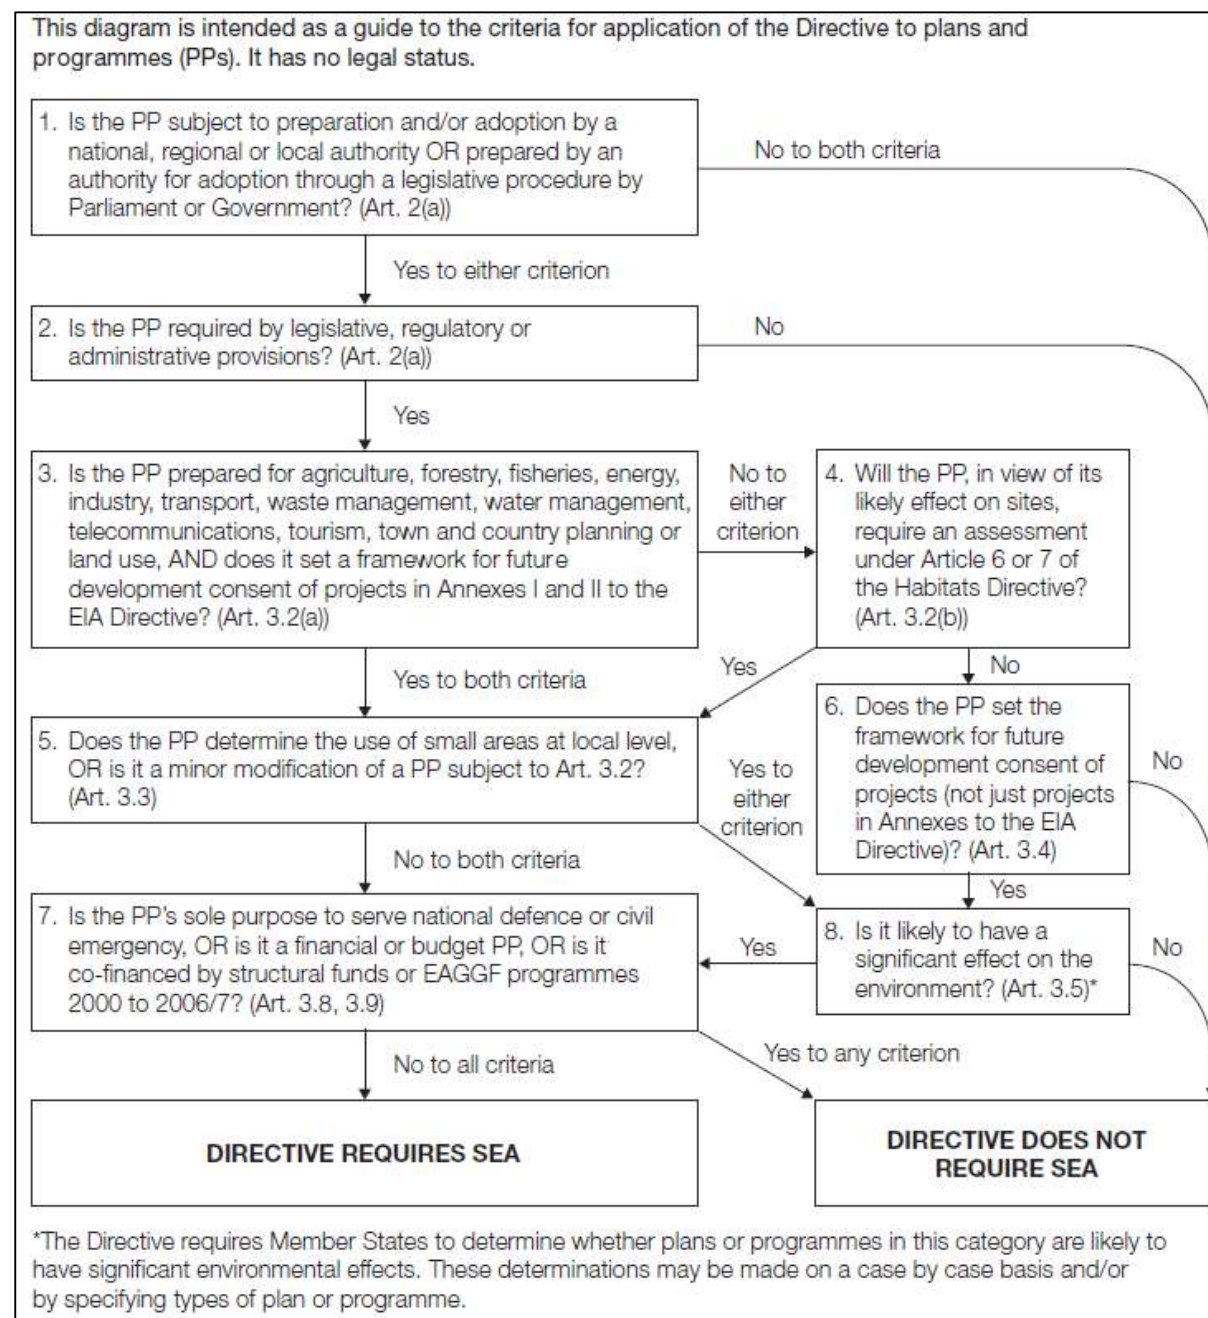 This diagram is intended as a guide to the criteria for application of the Directive to plans and
programmes (PPs). It has no legal status.
1. Is the PP subject to preparation and/or adoption by a
national, regional or local authority OR prepared by an
authority for adoption through a legislative procedure by
Parliament or Government? (Art. 2(a))
No to both criteria
Yes to either criterion
2. Is the PP required by legislative, regulatory or
administrative provisions? (Art. 2(a))
No
Yes
3. Is the PP prepared for agriculture, forestry, fisheries, energy,
industry, transport, waste management, water management,
telecommunications, tourism, town and country planning or
land use, AND does it set a framework for future
development consent of projects in Annexes I and II to the
EIA Directive? (Art. 3.2(a))
No to
either
criterion
4. Will the PP, in view of its
likely effect on sites,
require an assessment
under Article 6 or 7 of
the Habitats Directive?
(Art. 3.2(b))
Yes to both criteria
Yes
No
5. Does the PP determine the use of small areas at local level,
OR is it a minor modification of a PP subject to Art. 3.2?
(Art. 3.3)
Yes to
either
criterion
6. Does the PP set the
framework for future
development consent of
projects (not just projects
in Annexes to the EIA
Directive)? (Art. 3.4)
No
No to both criteria
Yes
7. Is the PP's sole purpose to serve national defence or civil
emergency, OR is it a financial or budget PP, OR is it
co-financed by structural funds or EAGGF programmes
2000 to 2006/7? (Art. 3.8, 3.9)
Yes
8. Is it likely to have a
significant effect on the
environment? (Art. 3.5)*
No
No to all criteria
Yes to any criterion
DIRECTIVE REQUIRES SEA
DIRECTIVE DOES NOT
REQUIRE SEA
*The Directive requires Member States to determine whether plans or programmes in this category are likely to
have significant environmental effects. These determinations may be made on a case by case basis and/or
by specifying types of plan or programme.